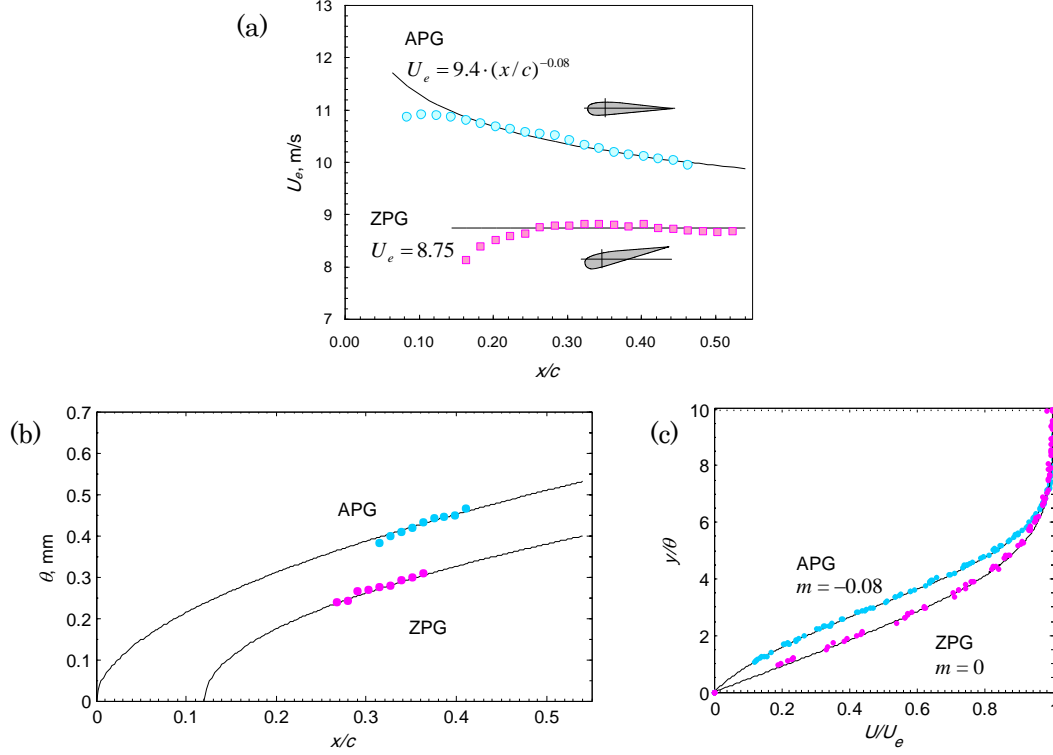 (a)
13
12
11
10
9
8
7
U_e, m/s
APG
U_e = 9.4·(x/c)^{-0.08}
ZPG
U_e = 8.75
0.00 0.10 0.20 0.30 0.40 0.50
x/c
(b)
0.7
0.6
0.5
0.4
0.3
0.2
0.1
0
θ, mm
APG
ZPG
0 0.1 0.2 0.3 0.4 0.5
x/c
(c)
10
8
6
4
2
0
y/θ
APG
m = −0.08
ZPG
m = 0
0 0.2 0.4 0.6 0.8 1
U/U_e